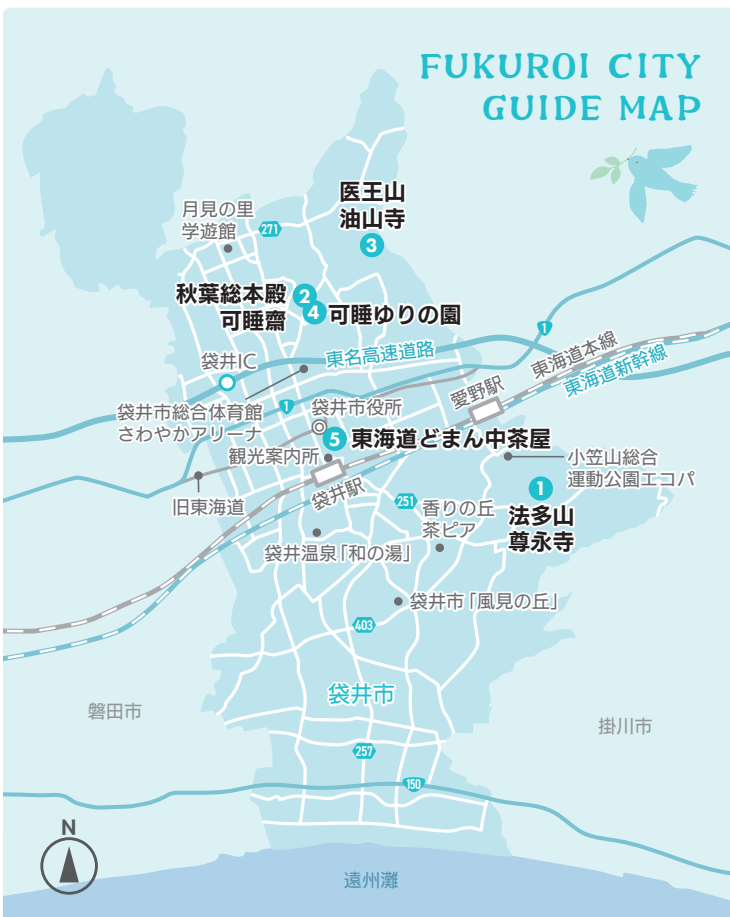 FUKUROI CITY
GUIDE MAP
医王山
油山寺
3
月見の里
学遊館
271
秋葉総本殿
可睡齋
2
4
可睡ゆりの園
1
東海道本線
東海道新幹線
東名高速道路
袋井IC
愛野駅
袋井市総合体育館
さわやかアリーナ
1
袋井市役所
5
東海道どまん中茶屋
観光案内所
小笠山総合
運動公園エコパ
1
法多山
尊永寺
旧東海道
袋井駅
251
香りの丘
茶ピア
袋井温泉「和の湯」
袋井市「風見の丘」
403
袋井市
磐田市
掛川市
257
150
N
遠州灘